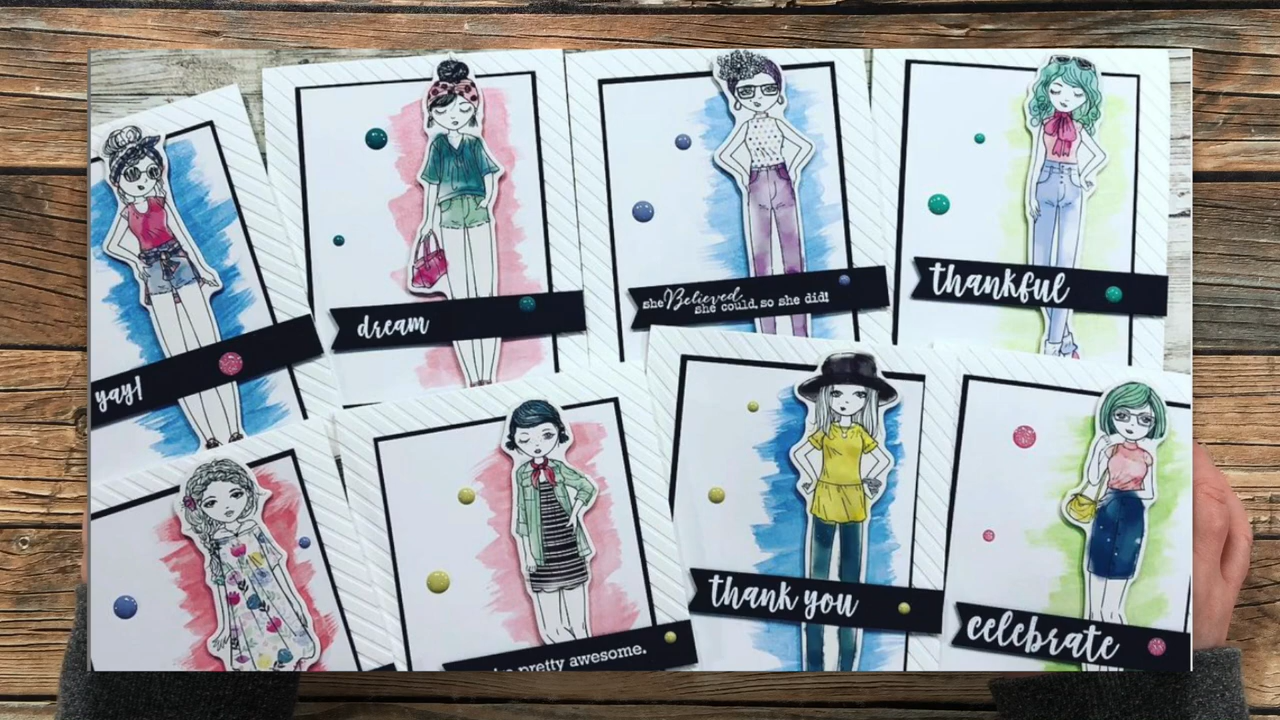 yay!
dream
she Believed
she could, so she did!
thankful
pretty awesome.
thank you
celebrate